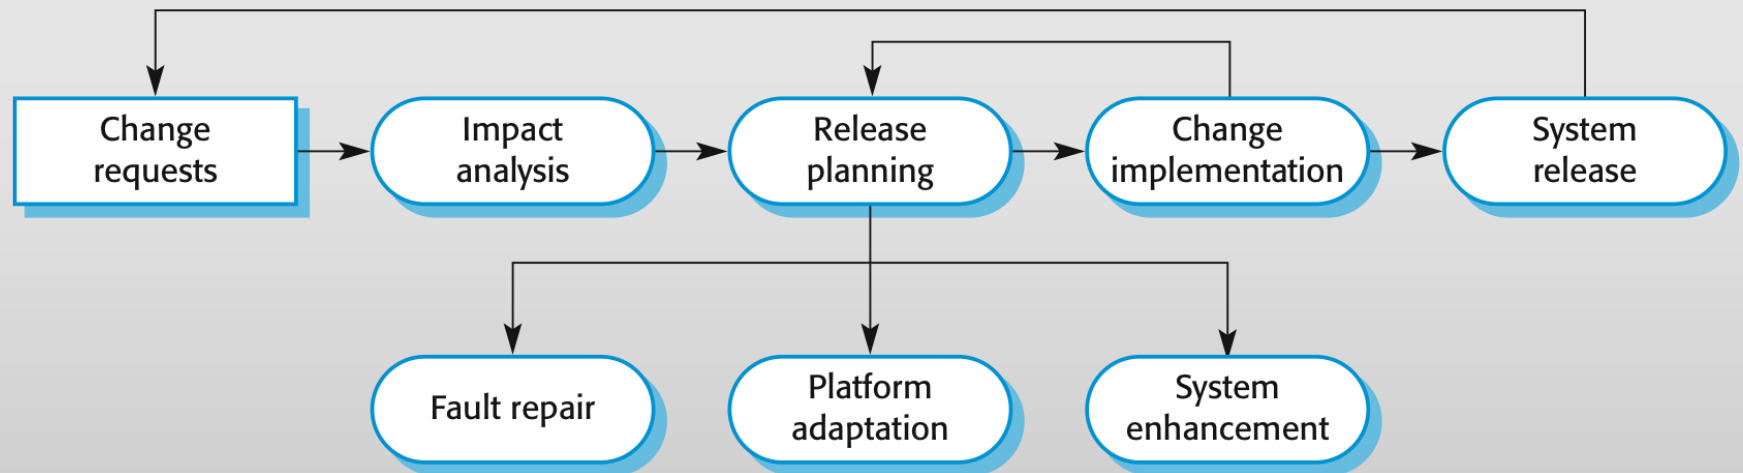 Change
requests
Impact
analysis
Release
planning
Change
implementation
System
release
Fault repair
Platform
adaptation
System
enhancement